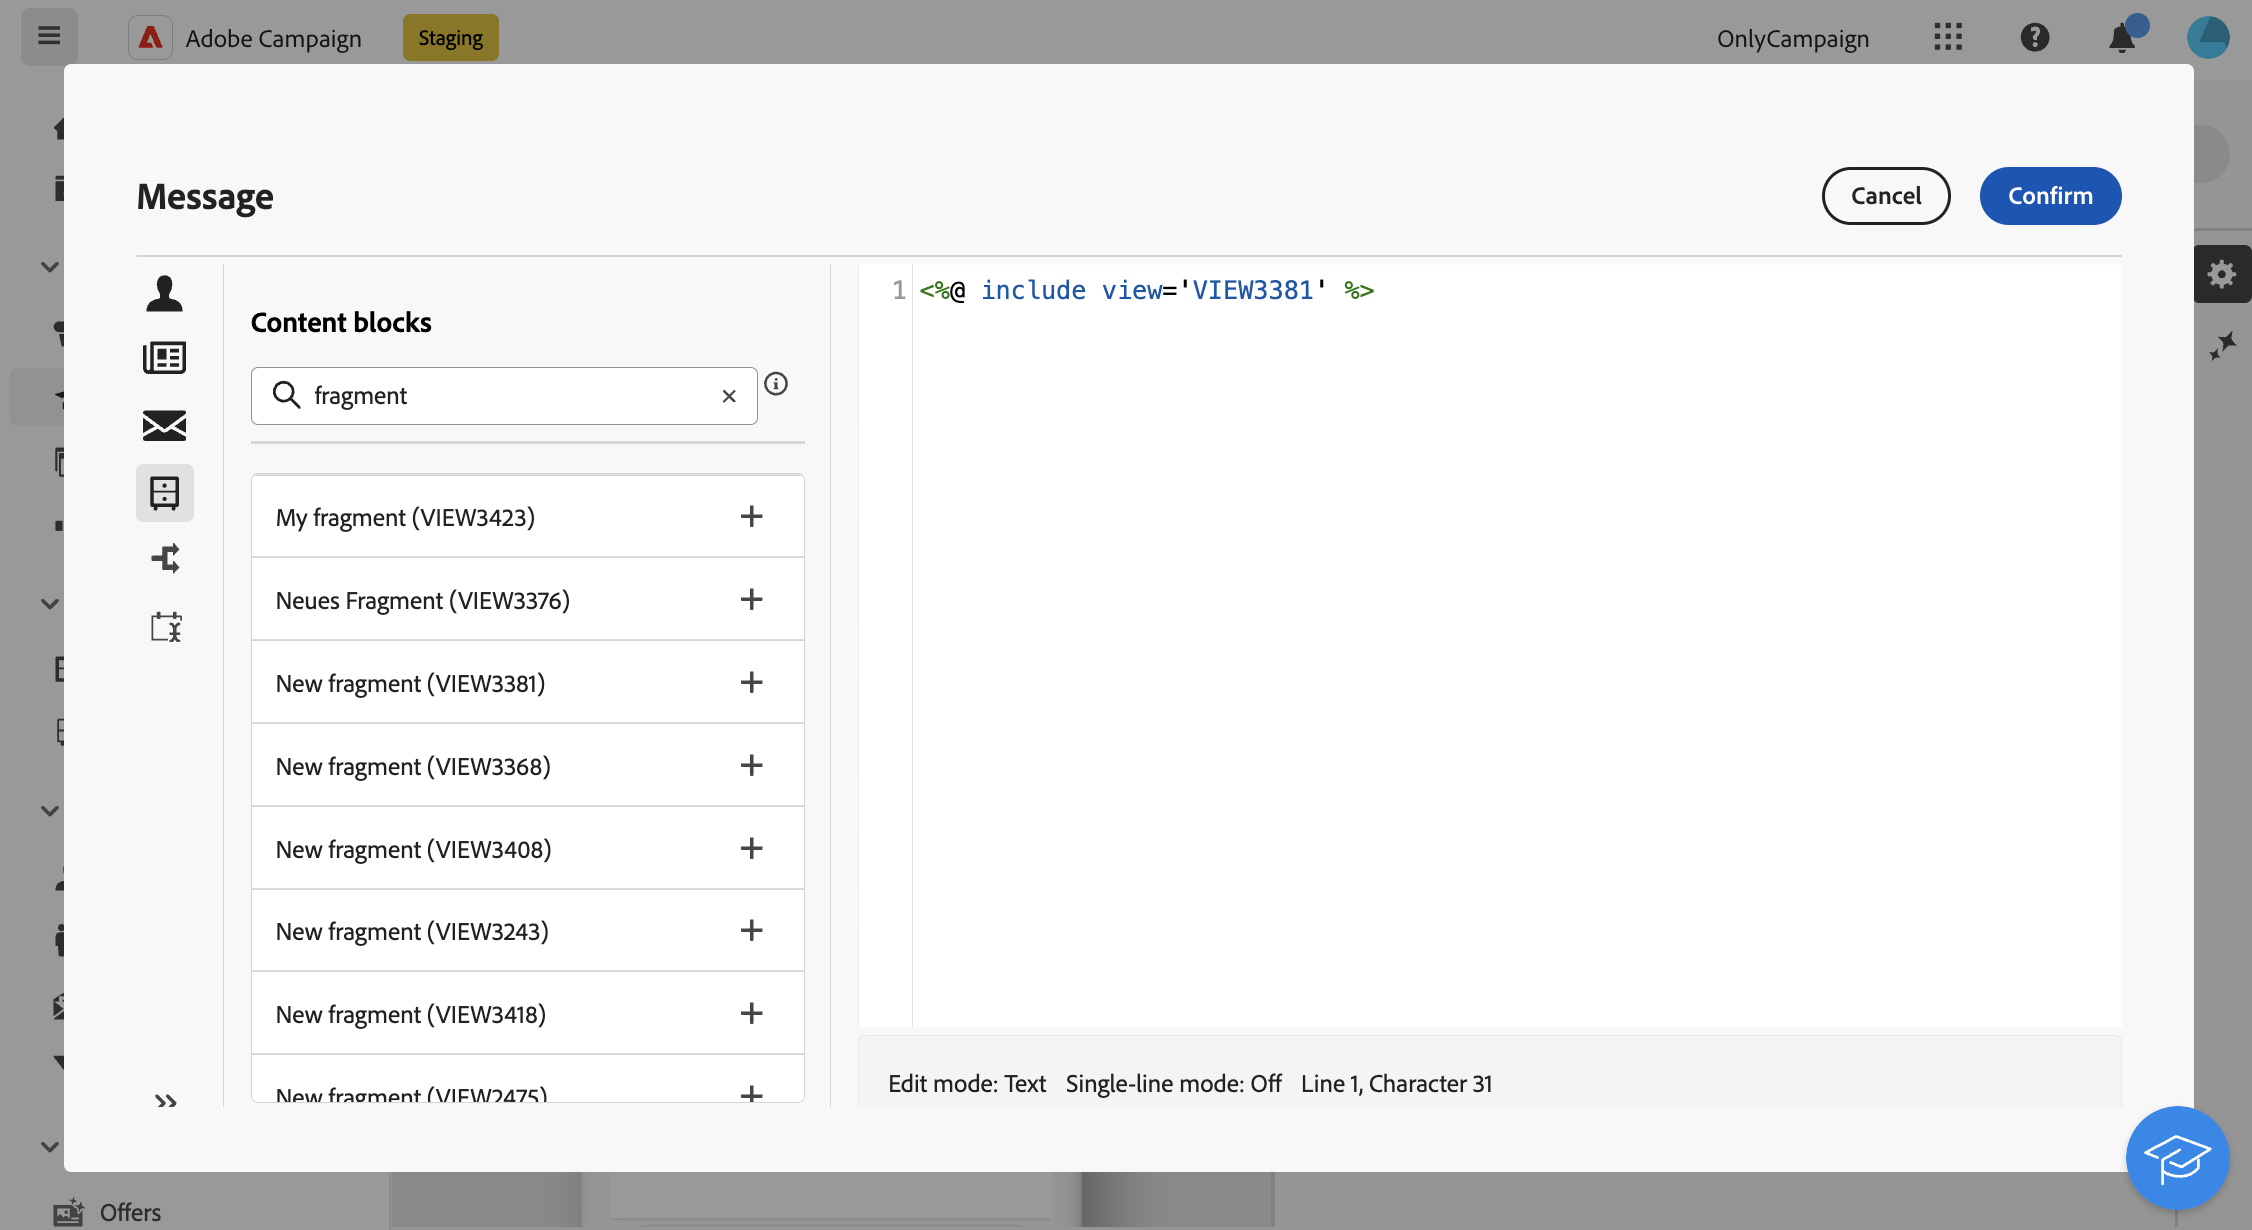 Adobe Campaign
Staging
OnlyCampaign
Message
Cancel
Confirm
Content blocks
fragment
My fragment (VIEW3423)
Neues Fragment (VIEW3376)
New fragment (VIEW3381)
New fragment (VIEW3368)
New fragment (VIEW3408)
New fragment (VIEW3243)
New fragment (VIEW3418)
New fragment (VIEW2475)
1 <%@ include view='VIEW3381' %>
Edit mode: Text Single-line mode: Off Line 1, Character 31
Offers